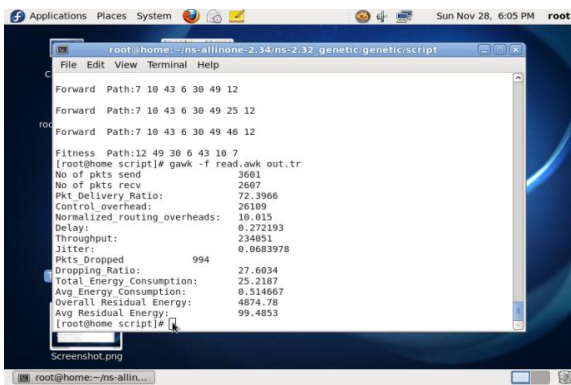 Applications Places System Sun Nov 28, 6:05 PM root
root@home:~/ns-allinone-2.34/ns-2.32_genetic/genetic/script
File Edit View Terminal Help
Forward Path:7 10 43 6 30 49 12
Forward Path:7 10 43 6 30 49 25 12
Forward Path:7 10 43 6 30 49 46 12
Fitness Path:12 49 30 6 43 10 7
[root@home script]# gawk -f read.awk out.tr
No of pkts send 3601
No of pkts recv 2607
Pkt_Delivery_Ratio: 72.3966
Control_overhead: 26109
Normalized_routing_overheads: 10.015
Delay: 0.272193
Throughput: 234051
Jitter: 0.0683978
Pkts_Dropped 994
Dropping_Ratio: 27.6034
Total_Energy_Consumption: 25.2187
Avg_Energy_Consumption: 0.514667
Overall Residual Energy: 4874.78
Avg Residual Energy: 99.4853
[root@home script]#
Screenshot.png
root@home:~/ns-allin...